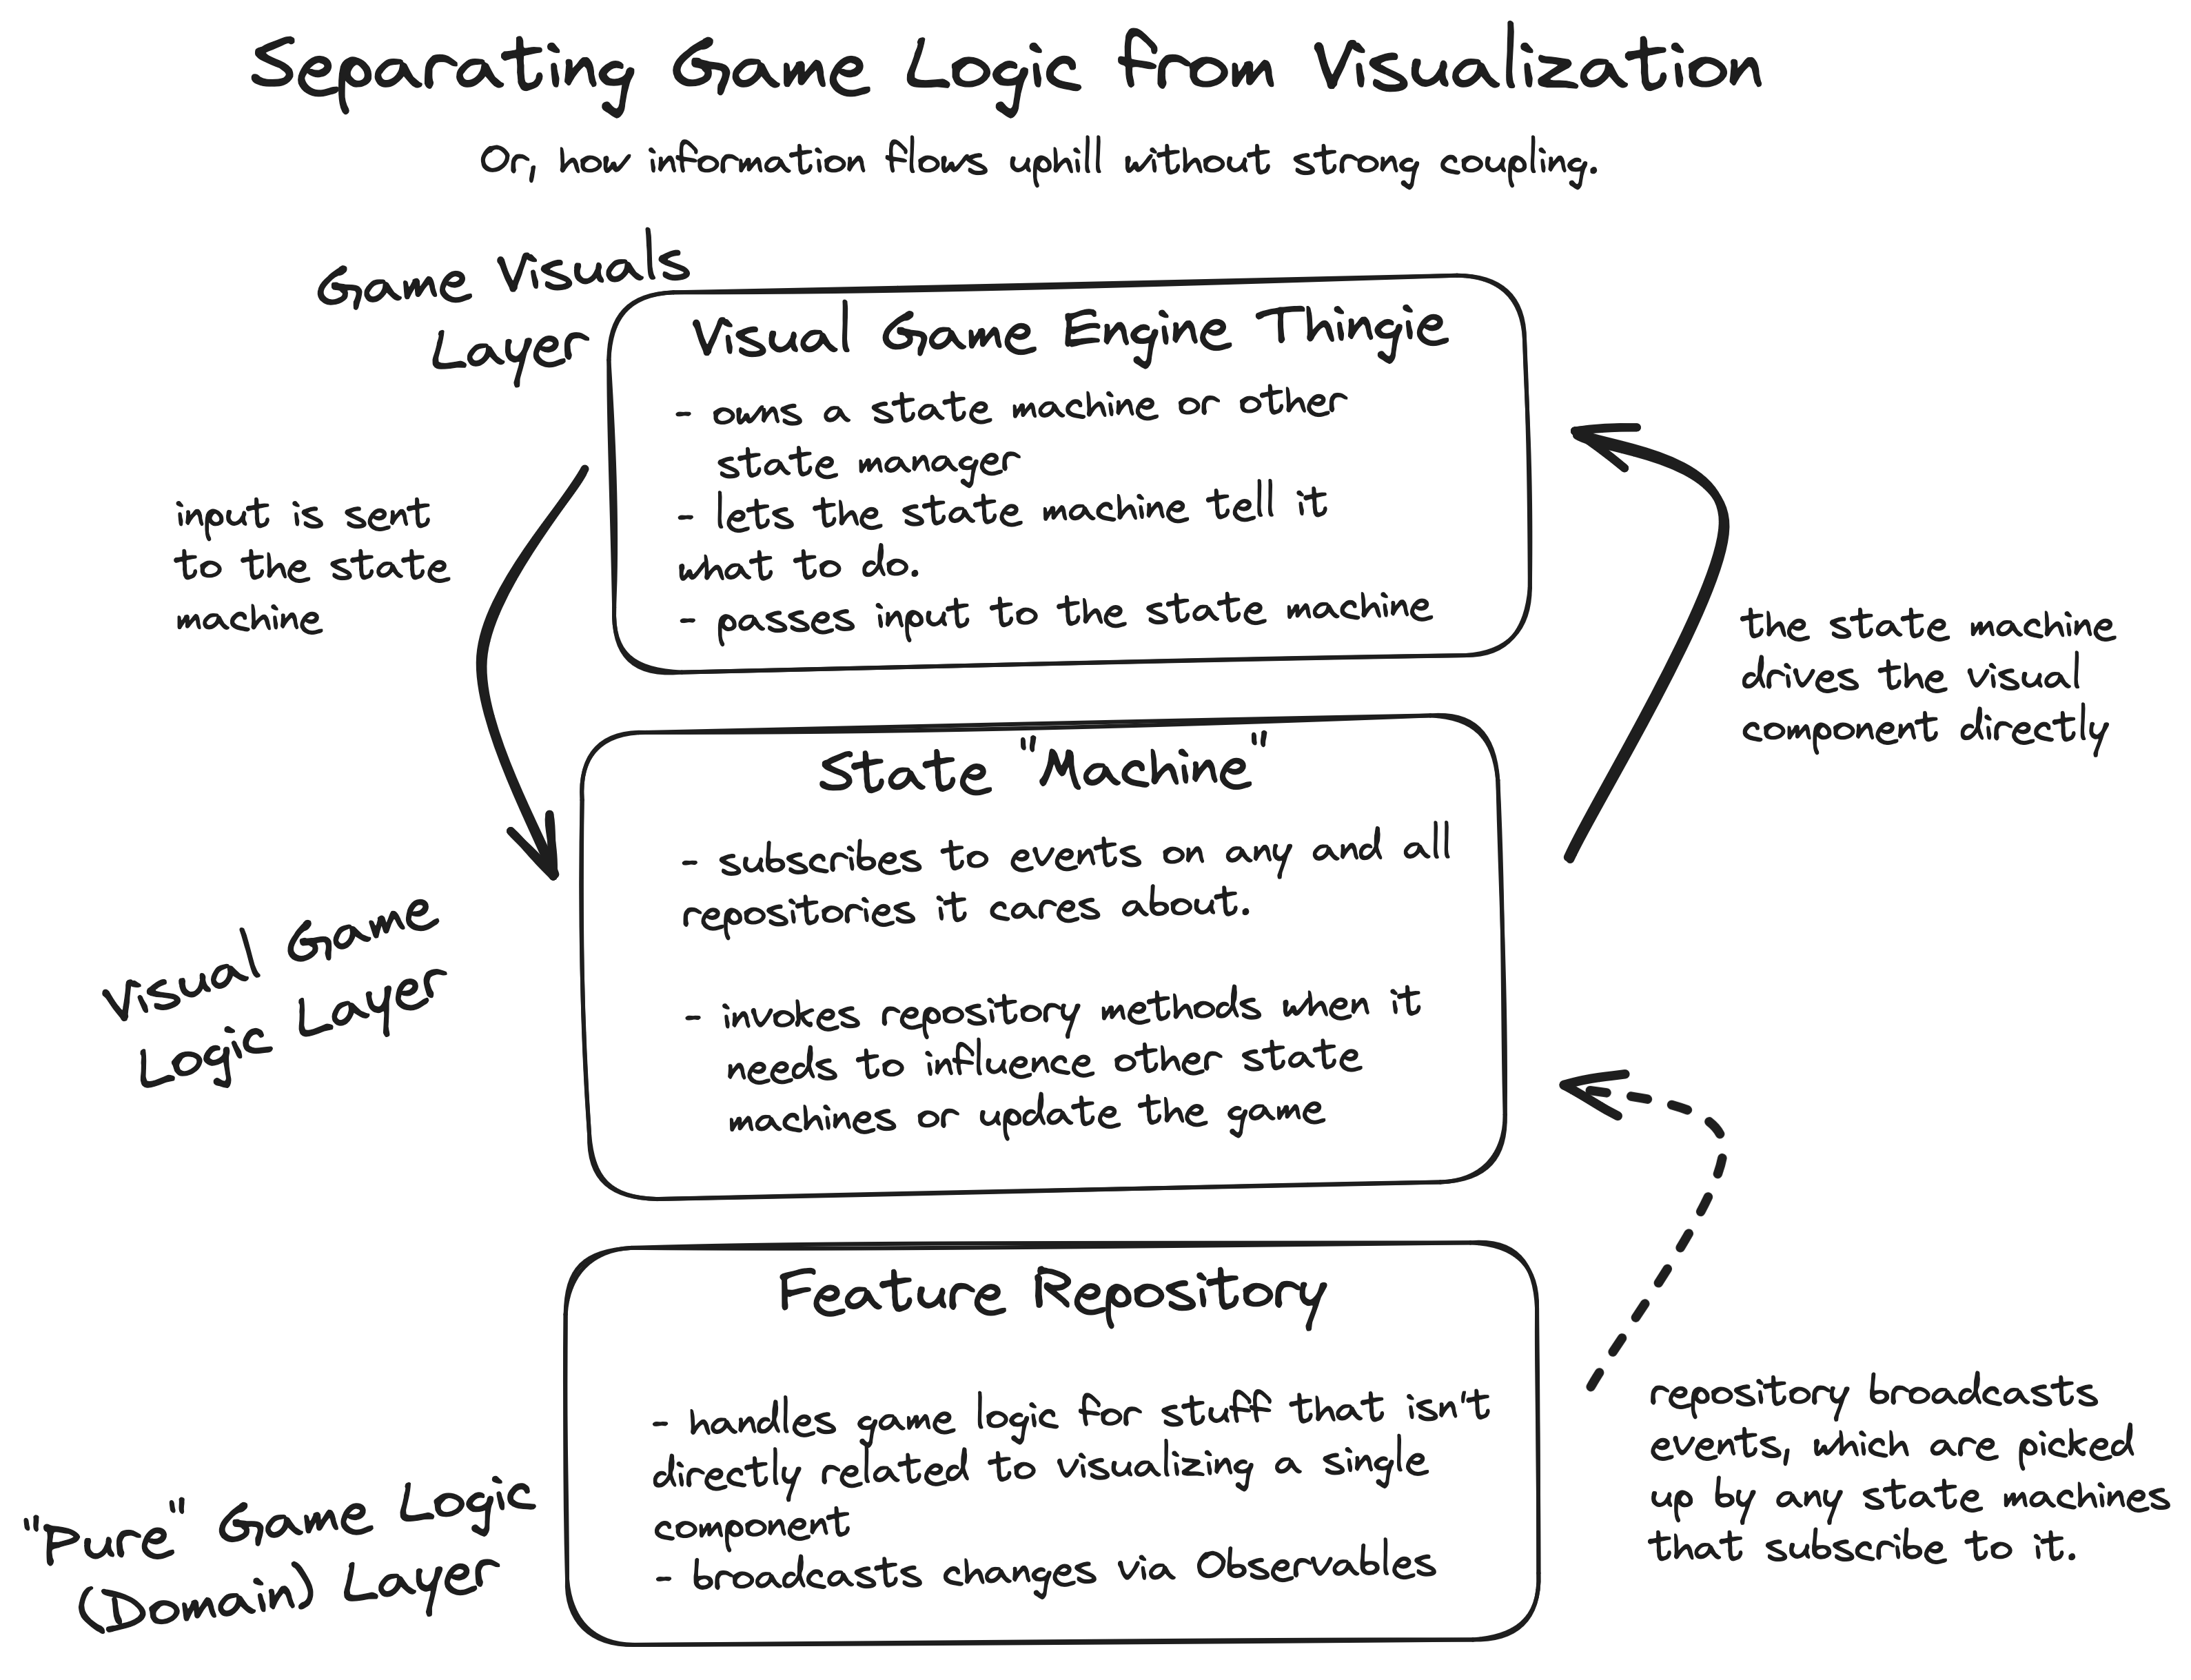 Separating Game Logic from Visualization
Or, how information flows uphill without strong coupling.
Game Visuals
Layer
Visual Game Engine Thingie
- owns a state machine or other
state manager
- lets the state machine tell it
what to do.
- passes input to the state machine
input is sent
to the state
machine
the state machine
drives the visual
component directly
State "Machine"
- subscribes to events on any and all
repositories it cares about.
- invokes repository methods when it
needs to influence other state
machines or update the game
Visual Game
Logic Layer
Feature Repository
- handles game logic for stuff that isn't
directly related to visualizing a single
component
- broadcasts changes via Observables
"Pure" Game Logic
(Domain) Layer
repository broadcasts
events, which are picked
up by any state machines
that subscribe to it.